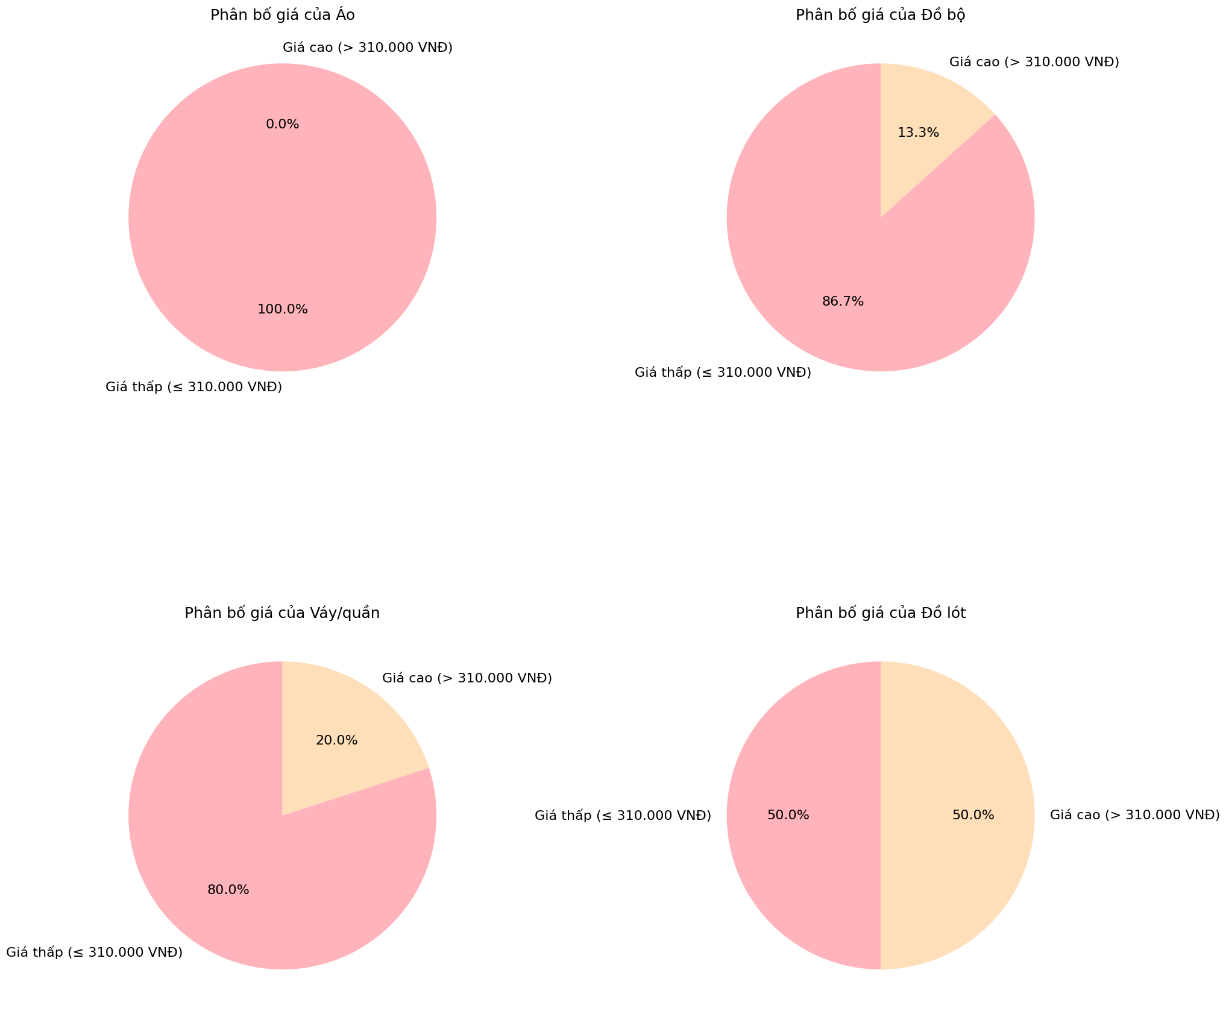 Phân bố giá của Áo
Giá cao (> 310.000 VNĐ)
0.0%
100.0%
Giá thấp (≤ 310.000 VNĐ)
Phân bố giá của Đồ bộ
Giá cao (> 310.000 VNĐ)
13.3%
86.7%
Giá thấp (≤ 310.000 VNĐ)
Phân bố giá của Váy/quần
Giá cao (> 310.000 VNĐ)
20.0%
80.0%
Giá thấp (≤ 310.000 VNĐ)
Phân bố giá của Đồ lót
Giá thấp (≤ 310.000 VNĐ)
50.0%
50.0%
Giá cao (> 310.000 VNĐ)